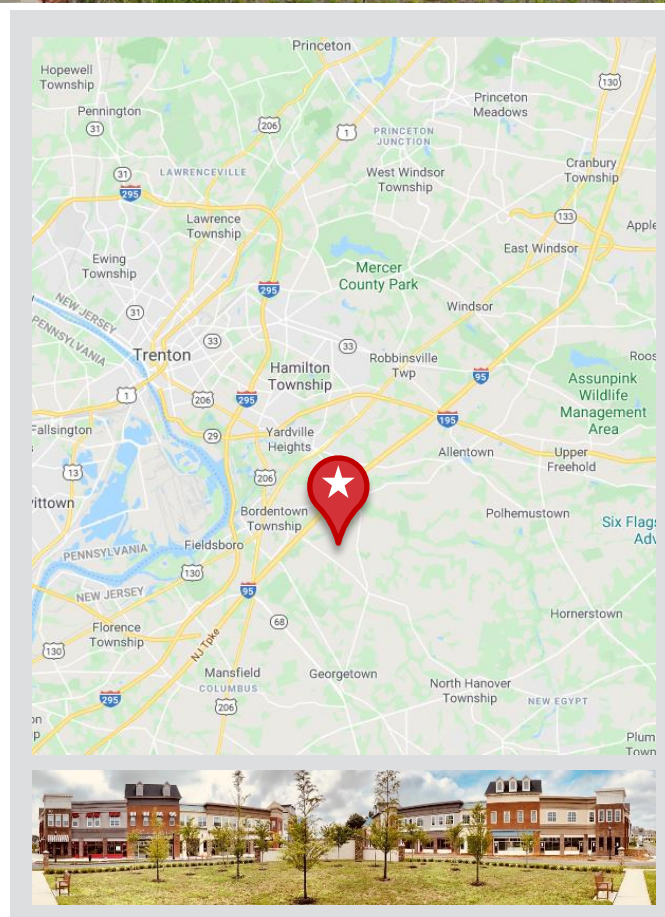 Princeton
Hopewell
Township
130
Pennington
Princeton
Meadows
31
206
1
PRINCETON
JUNCTION
Cranbury
Township
31
LAWRENCEVILLE
West Windsor
Township
295
Lawrence
Township
133
Apple
East Windsor
Ewing
Township
Mercer
County Park
295
NEW JERSEY
PENNSYLVANIA
31
Windsor
33
33
Trenton
Robbinsville
Twp
Roos
Hamilton
Township
95
Assunpink
Wildlife
Management
Area
1
206
295
195
Fallsington
29
Yardville
Heights
Allentown
Upper
Freehold
13
206
vittown
Bordentown
Township
Polhemustown
Six Flags
Adv
PENNSYLVANIA
Fieldsboro
130
NEW JERSEY
95
Hornerstown
Florence
Township
68
130
NJ Tpke
Mansfield
COLUMBUS
Georgetown
North Hanover
Township
NEW EGYPT
295
206
on
p
Plum
Town